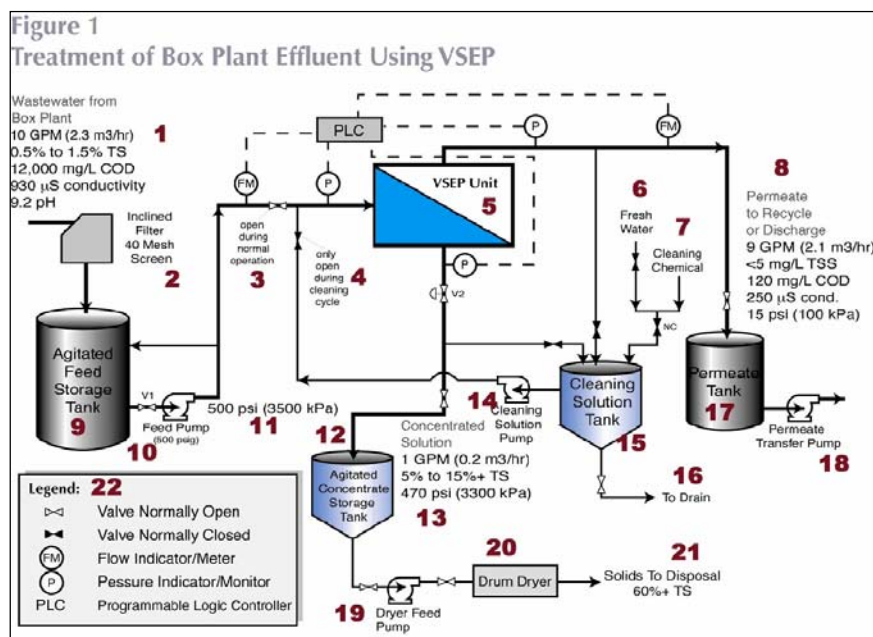 Figure 1
Treatment of Box Plant Effluent Using VSEP
Wastewater from
Box Plant
10 GPM (2.3 m3/hr)
0.5% to 1.5% TS
12,000 mg/L COD
930 μS conductivity
9.2 pH
1
Inclined
Filter
40 Mesh
Screen
2
PLC
FM
P
P
FM
open
during
normal
operation
3
only
open
during
cleaning
cycle
4
VSEP Unit
5
P
V2
6
Fresh
Water
7
Cleaning
Chemical
NC
8
Permeate
to Recycle
or Discharge
9 GPM (2.1 m3/hr)
<5 mg/L TSS
120 mg/L COD
250 μS cond.
15 psi (100 kPa)
Agitated
Feed
Storage
Tank
9
V1
Feed Pump
(500 psig)
10
500 psi (3500 kPa)
11
12
Agitated
Concentrate
Storage
Tank
Concentrated
Solution
1 GPM (0.2 m3/hr)
5% to 15%+ TS
470 psi (3300 kPa)
13
14
Cleaning
Solution
Pump
Cleaning
Solution
Tank
15
16
To Drain
Permeate
Tank
17
Permeate
Transfer Pump
18
19
Dryer Feed
Pump
20
Drum Dryer
21
Solids To Disposal
60%+ TS
Legend: 22
Valve Normally Open
Valve Normally Closed
FM Flow Indicator/Meter
P Pessure Indicator/Monitor
PLC Programmable Logic Controller